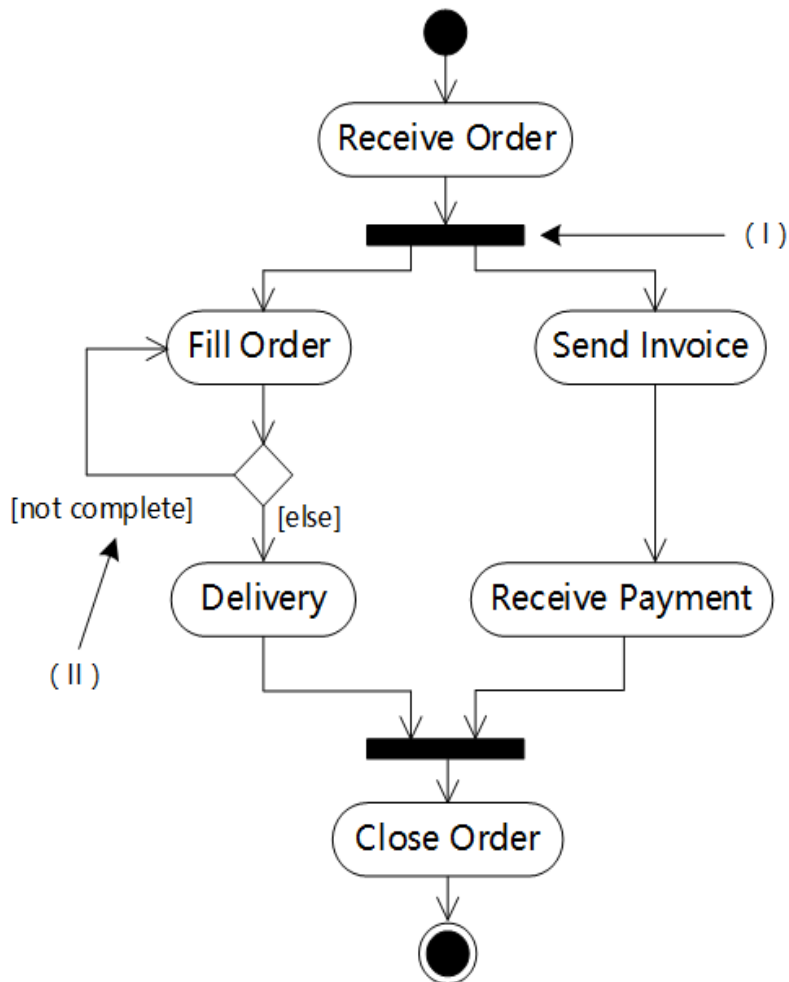 Receive Order
( I )
Fill Order
Send Invoice
[not complete]
[else]
Delivery
Receive Payment
( II )
Close Order